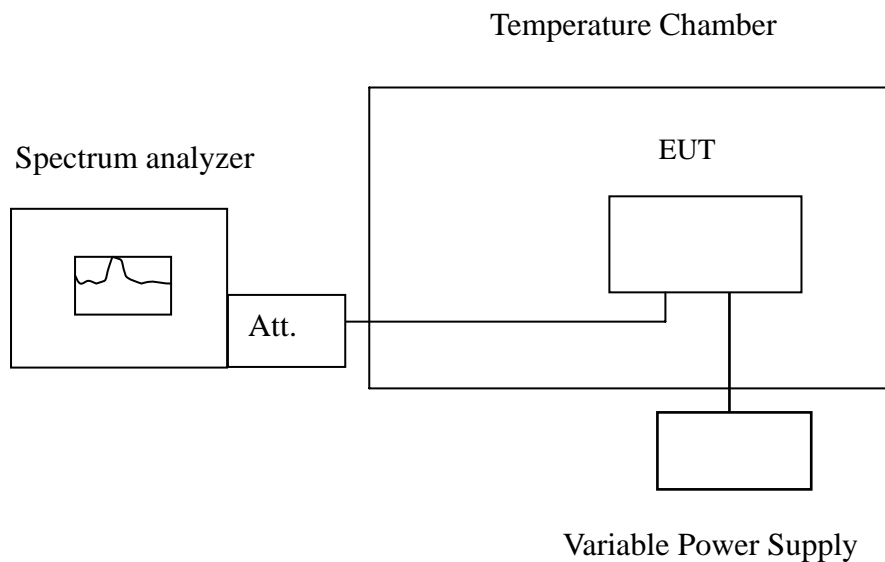 Temperature Chamber
Spectrum analyzer
EUT
Att.
Variable Power Supply